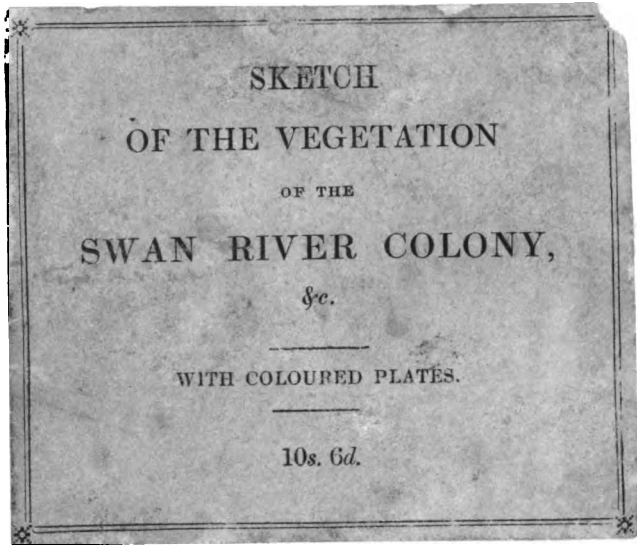 SKETCH
OF THE VEGETATION
OF THE
SWAN RIVER COLONY,
&c.
WITH COLOURED PLATES.
10s. 6d.